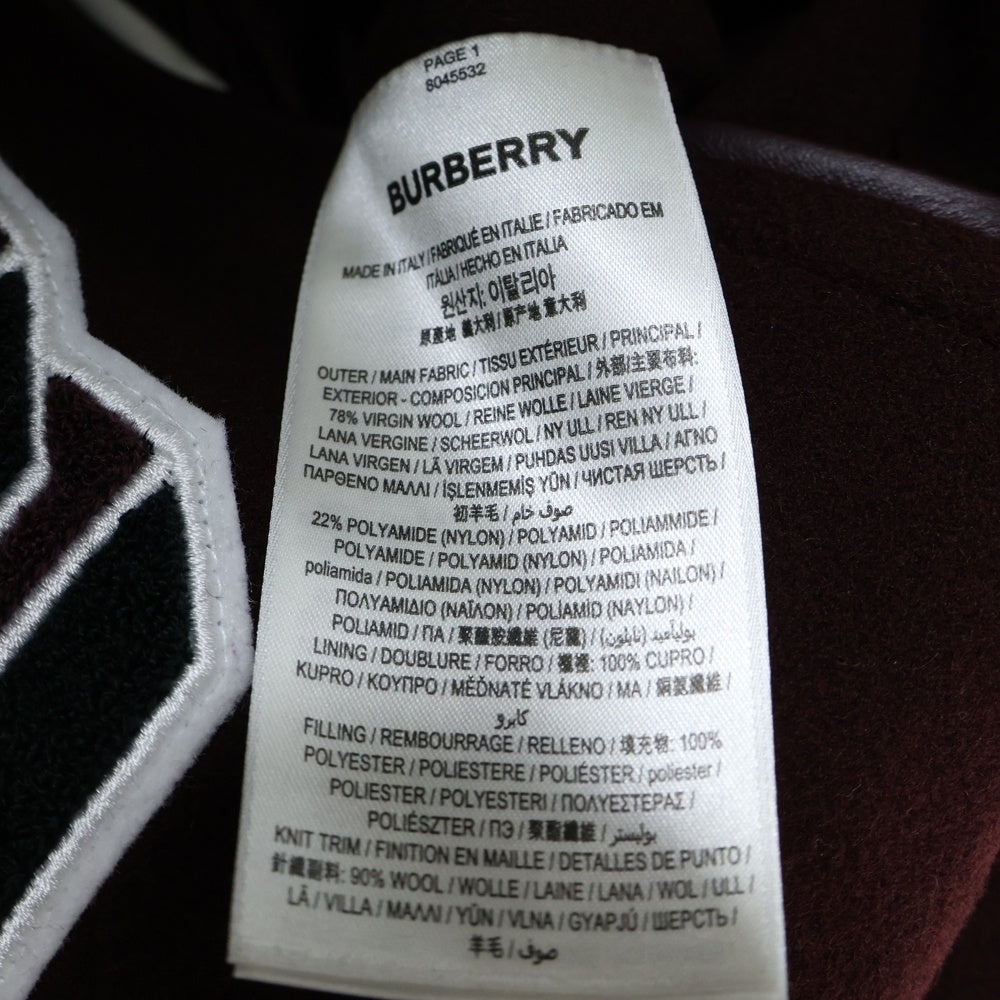 PAGE 1
8045532
BURBERRY
MADE IN ITALY / FABRIQUÉ EN ITALIE / FABRICADO EM
ITÁLIA / HECHO EN ITALIA
원산지: 이탈리아
原產地 義大利 / 原产地 意大利
OUTER / MAIN FABRIC / TISSU EXTÉRIEUR / PRINCIPAL /
EXTERIOR - COMPOSICION PRINCIPAL / 外部/主要布料:
78% VIRGIN WOOL / REINE WOLLE / LAINE VIERGE /
LANA VERGINE / SCHEERWOL / NY ULL / REN NY ULL /
LANA VIRGEN / LÃ VIRGEM / PUHDAS UUSI VILLA / ΑΓΝΟ
ΠΑΡΘΕΝΟ ΜΑΛΛΙ / İŞLENMEMİŞ YÜN / ЧИСТАЯ ШЕРСТЬ /
初羊毛 / صوف خام
22% POLYAMIDE (NYLON) / POLYAMID / POLIAMMIDE /
POLYAMIDE / POLYAMID (NYLON) / POLIAMIDA /
poliamida / POLIAMIDA (NYLON) / POLYAMIDI (NAILON) /
ΠΟΛΥΑΜΙΔΙΟ (ΝΑΪΛΟΝ) / POLİAMİD (NAYLON) /
POLIAMID / ПА / 聚醯胺纖維 (尼龍) / بوليأميد (نايلون)
LINING / DOUBLURE / FORRO / 裡襯: 100% CUPRO /
KUPRO / ΚΟΥΠΡΟ / MĚĎNATÉ VLÁKNO / МА / 銅氨纖維 /
كابرو
FILLING / REMBOURRAGE / RELLENO / 填充物: 100%
POLYESTER / POLIESTERE / POLIÉSTER / poliester /
POLIESTER / POLYESTERI / ΠΟΛΥΕΣΤΕΡΑΣ /
POLIÉSZTER / ПЭ / 聚酯纖維 / بوليستر
KNIT TRIM / FINITION EN MAILLE / DETALLES DE PUNTO /
針織副料: 90% WOOL / WOLLE / LAINE / LANA / WOL / ULL /
LÃ / VILLA / ΜΑΛΛΙ / YÜN / VLNA / GYAPJÚ / ШЕРСТЬ /
羊毛 / صوف